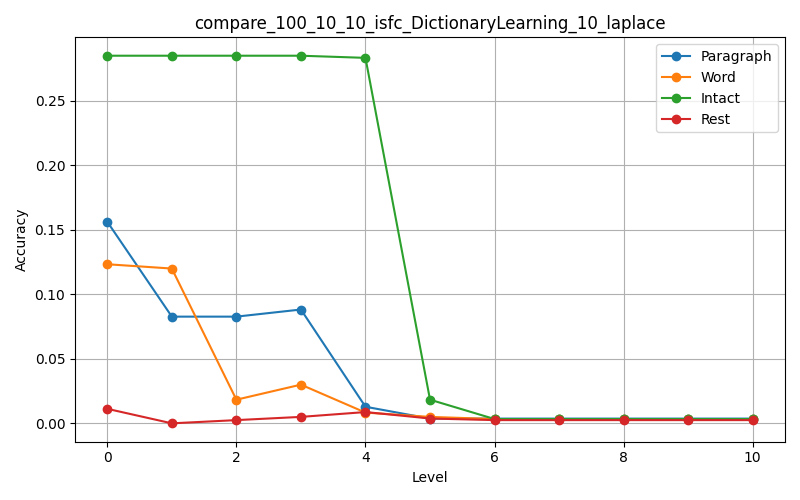 compare_100_10_10_isfc_DictionaryLearning_10_laplace
Paragraph
Word
Intact
Rest
Accuracy
0.25
0.20
0.15
0.10
0.05
0.00
0 2 4 6 8 10
Level